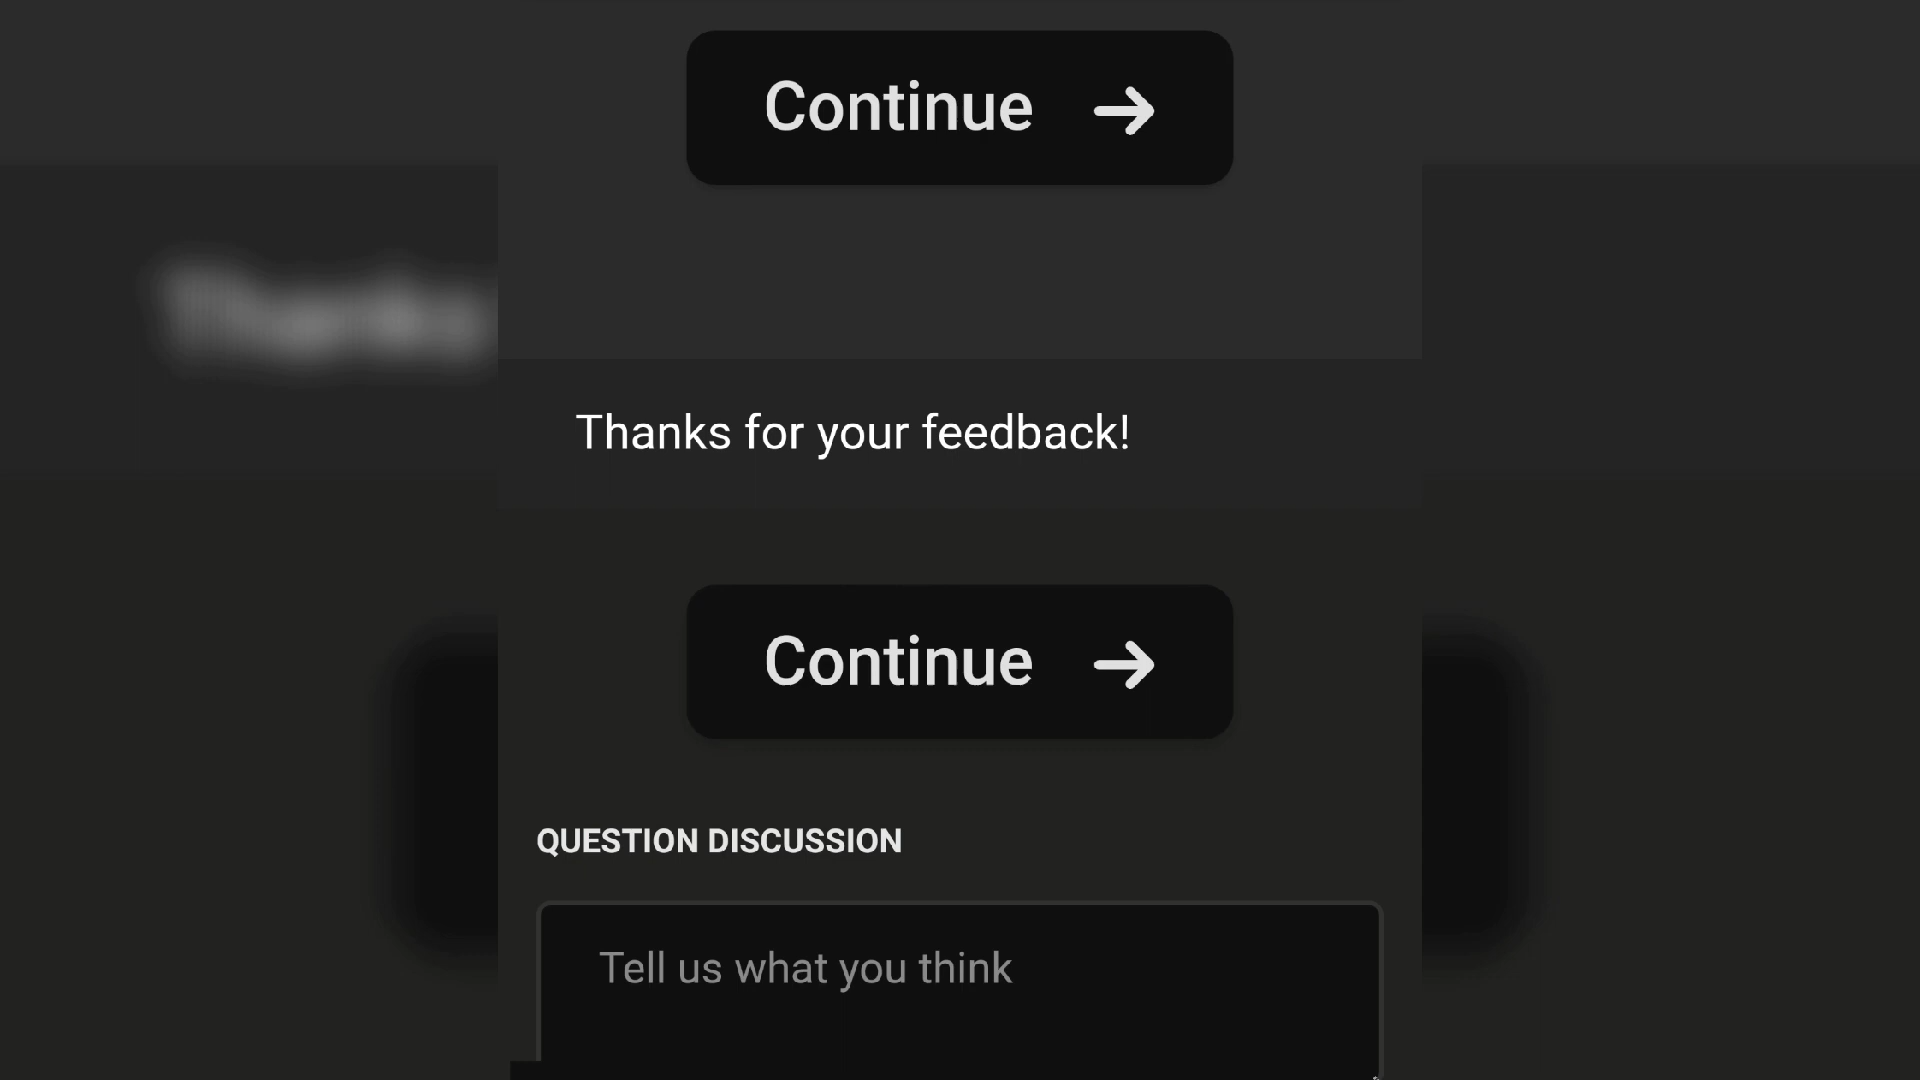 Continue →
Thanks for your feedback!
Continue →
QUESTION DISCUSSION
Tell us what you think